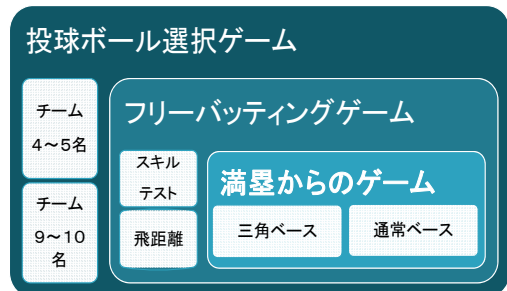 投球ボール選択ゲーム
チーム
4～5名
チーム
9～10
名
フリーバッティングゲーム
スキル
テスト
飛距離
満塁からのゲーム
三角ベース
通常ベース